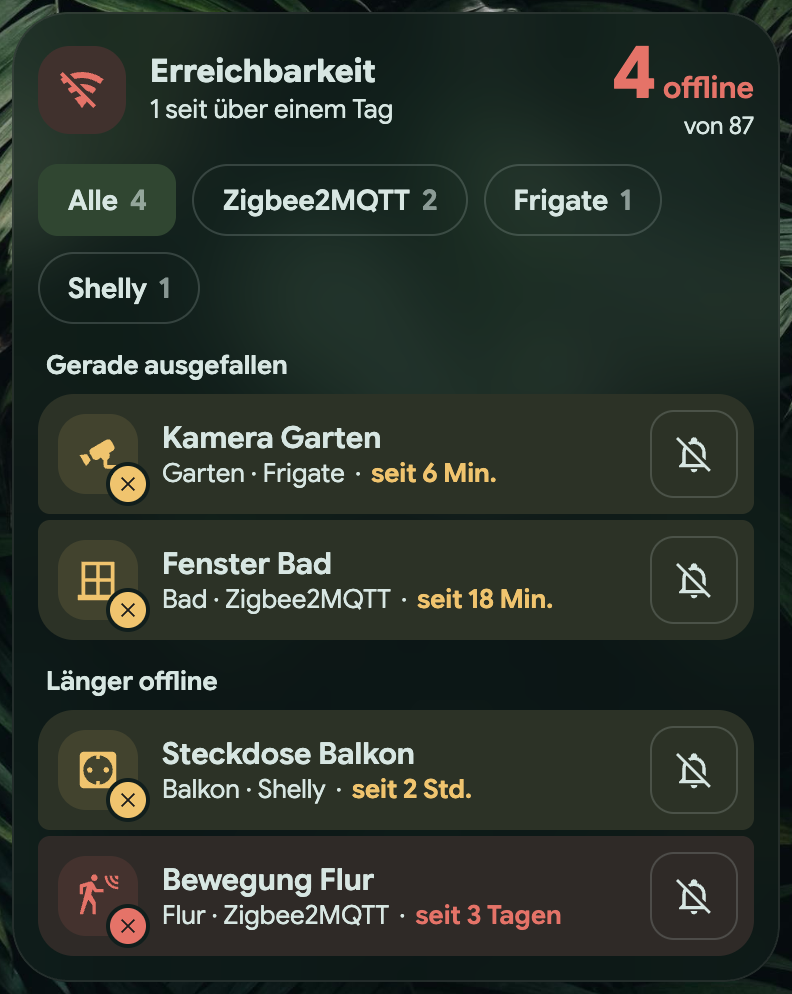 Erreichbarkeit
1 seit über einem Tag
4 offline
von 87
Alle 4
Zigbee2MQTT 2
Frigate 1
Shelly 1
Gerade ausgefallen
Kamera Garten
Garten · Frigate · seit 6 Min.
Fenster Bad
Bad · Zigbee2MQTT · seit 18 Min.
Länger offline
Steckdose Balkon
Balkon · Shelly · seit 2 Std.
Bewegung Flur
Flur · Zigbee2MQTT · seit 3 Tagen